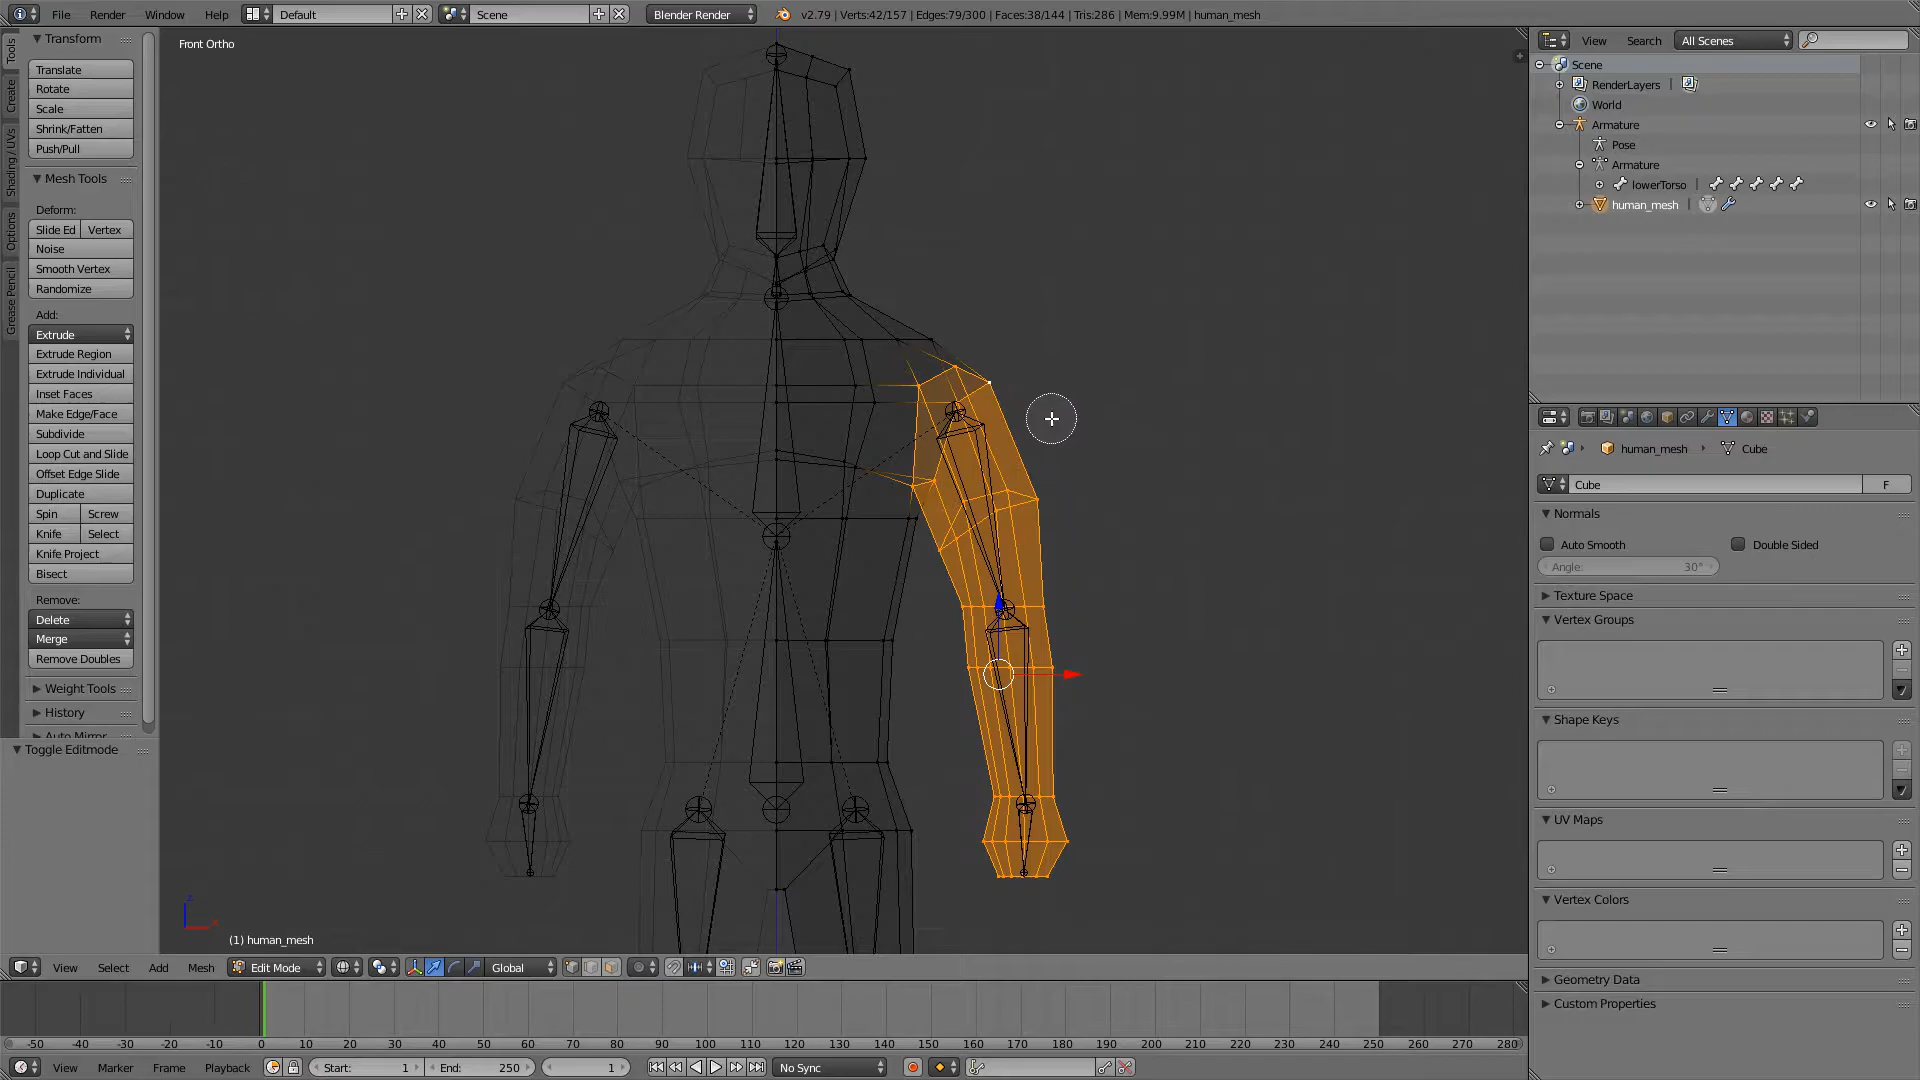 File Render Window Help Default Scene Blender Render v2.79 | Verts:42/157 | Edges:79/300 | Faces:38/144 | Tris:286 | Mem:9.99M | human_mesh
Tools
Create
Shading / UVs
Options
Grease Pencil
Transform
Translate
Rotate
Scale
Shrink/Fatten
Push/Pull
Mesh Tools
Deform:
Slide Ed Vertex
Noise
Smooth Vertex
Randomize
Add:
Extrude
Extrude Region
Extrude Individual
Inset Faces
Make Edge/Face
Subdivide
Loop Cut and Slide
Offset Edge Slide
Duplicate
Spin Screw
Knife Select
Knife Project
Bisect
Remove:
Delete
Merge
Remove Doubles
Weight Tools
History
Auto Mirror
Toggle Editmode
Front Ortho
z
x
(1) human_mesh
View Select Add Mesh Edit Mode Global
-50 -40 -30 -20 -10 0 10 20 30 40 50 60 70 80 90 100 110 120 130 140 150 160 170 180 190 200 210 220 230 240 250 260 270 280
View Marker Frame Playback Start: 1 End: 250 1 No Sync
View Search All Scenes
Scene
RenderLayers |
World
Armature
Pose
Armature
lowerTorso |
human_mesh |
human_mesh Cube
Cube F
Normals
Auto Smooth Double Sided
Angle: 30°
Texture Space
Vertex Groups
Shape Keys
UV Maps
Vertex Colors
Geometry Data
Custom Properties